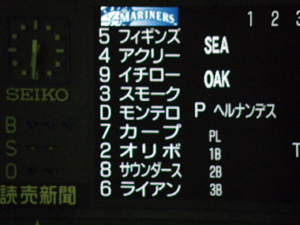 MARINERS
1 2 3
5 フィギンズ
4 アクリー
9 イチロー
3 スモーク
D モンテロ
7 カープ
2 オリボ
8 サウンダース
6 ライアン
SEA
OAK
P ヘルナンデス
PL
1B
2B
3B
T
SEIKO
B
S
O
読売新聞